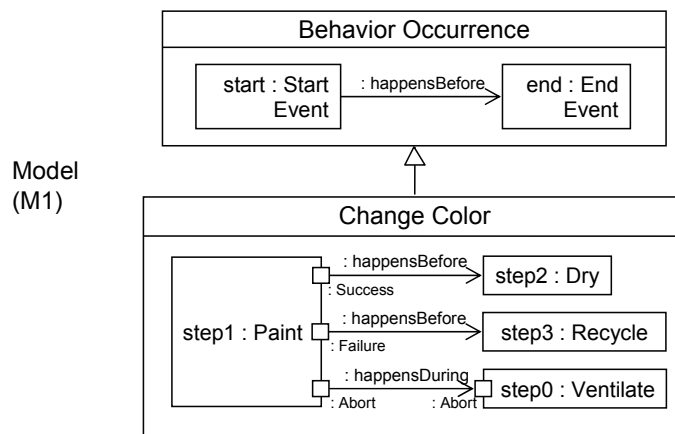 Behavior Occurrence
start : Start
Event
: happensBefore
end : End
Event
Model
(M1)
Change Color
step1 : Paint
: happensBefore
: Success
step2 : Dry
: happensBefore
: Failure
step3 : Recycle
: happensDuring
: Abort
: Abort
step0 : Ventilate